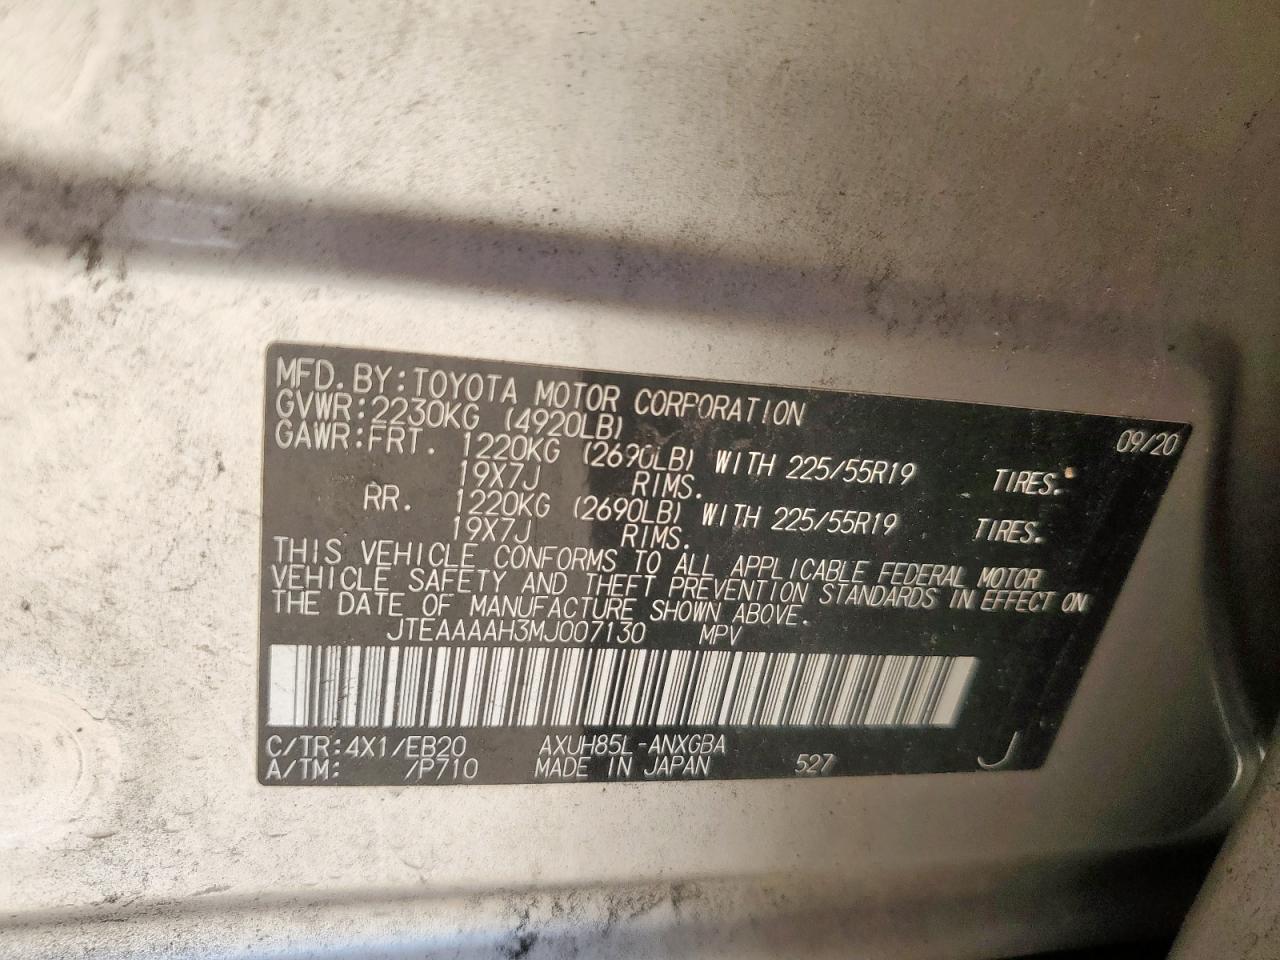 MFD. BY: TOYOTA MOTOR CORPORATION 09/20
GVWR: 2230KG (4920LB)
GAWR: FRT. 1220KG (2690LB) WITH 225/55R19 TIRES.
19X7J RIMS.
RR. 1220KG (2690LB) WITH 225/55R19 TIRES.
19X7J RIMS.
THIS VEHICLE CONFORMS TO ALL APPLICABLE FEDERAL MOTOR
VEHICLE SAFETY AND THEFT PREVENTION STANDARDS IN EFFECT ON
THE DATE OF MANUFACTURE SHOWN ABOVE.
JTEAAAAH3MJ007130 MPV
C/TR: 4X1/EB20 AXUH85L-ANXGBA 527 J
A/TM: /P710 MADE IN JAPAN